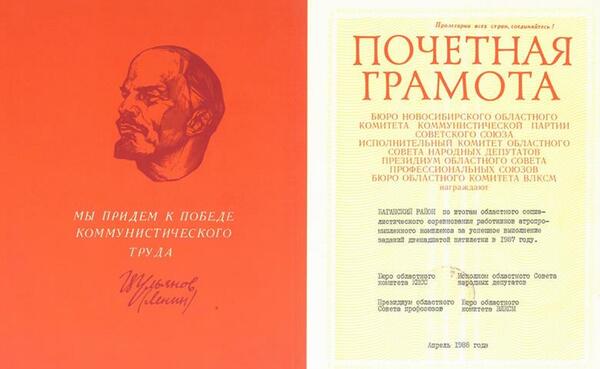 МЫ ПРИДЕМ К ПОБЕДЕ
КОММУНИСТИЧЕСКОГО
ТРУДА
В Ульянов
(Ленин)
Пролетарии всех стран, соединяйтесь!
ПОЧЕТНАЯ
ГРАМОТА
БЮРО НОВОСИБИРСКОГО ОБЛАСТНОГО
КОМИТЕТА КОММУНИСТИЧЕСКОЙ ПАРТИИ
СОВЕТСКОГО СОЮЗА
ИСПОЛНИТЕЛЬНЫЙ КОМИТЕТ ОБЛАСТНОГО
СОВЕТА НАРОДНЫХ ДЕПУТАТОВ
ПРЕЗИДИУМ ОБЛАСТНОГО СОВЕТА
ПРОФЕССИОНАЛЬНЫХ СОЮЗОВ
БЮРО ОБЛАСТНОГО КОМИТЕТА ВЛКСМ
награждают
БАГАНСКИЙ РАЙОН по итогам областного социа-
листического соревнования работников агропро-
мышленного комплекса за успешное выполнение
заданий двенадцатой пятилетки в 1987 году.
Бюро областного комитета КПСС
Исполком областного Совета народных депутатов
Президиум областного Совета профсоюзов
Бюро областного комитета ВЛКСМ
Апрель 1988 года